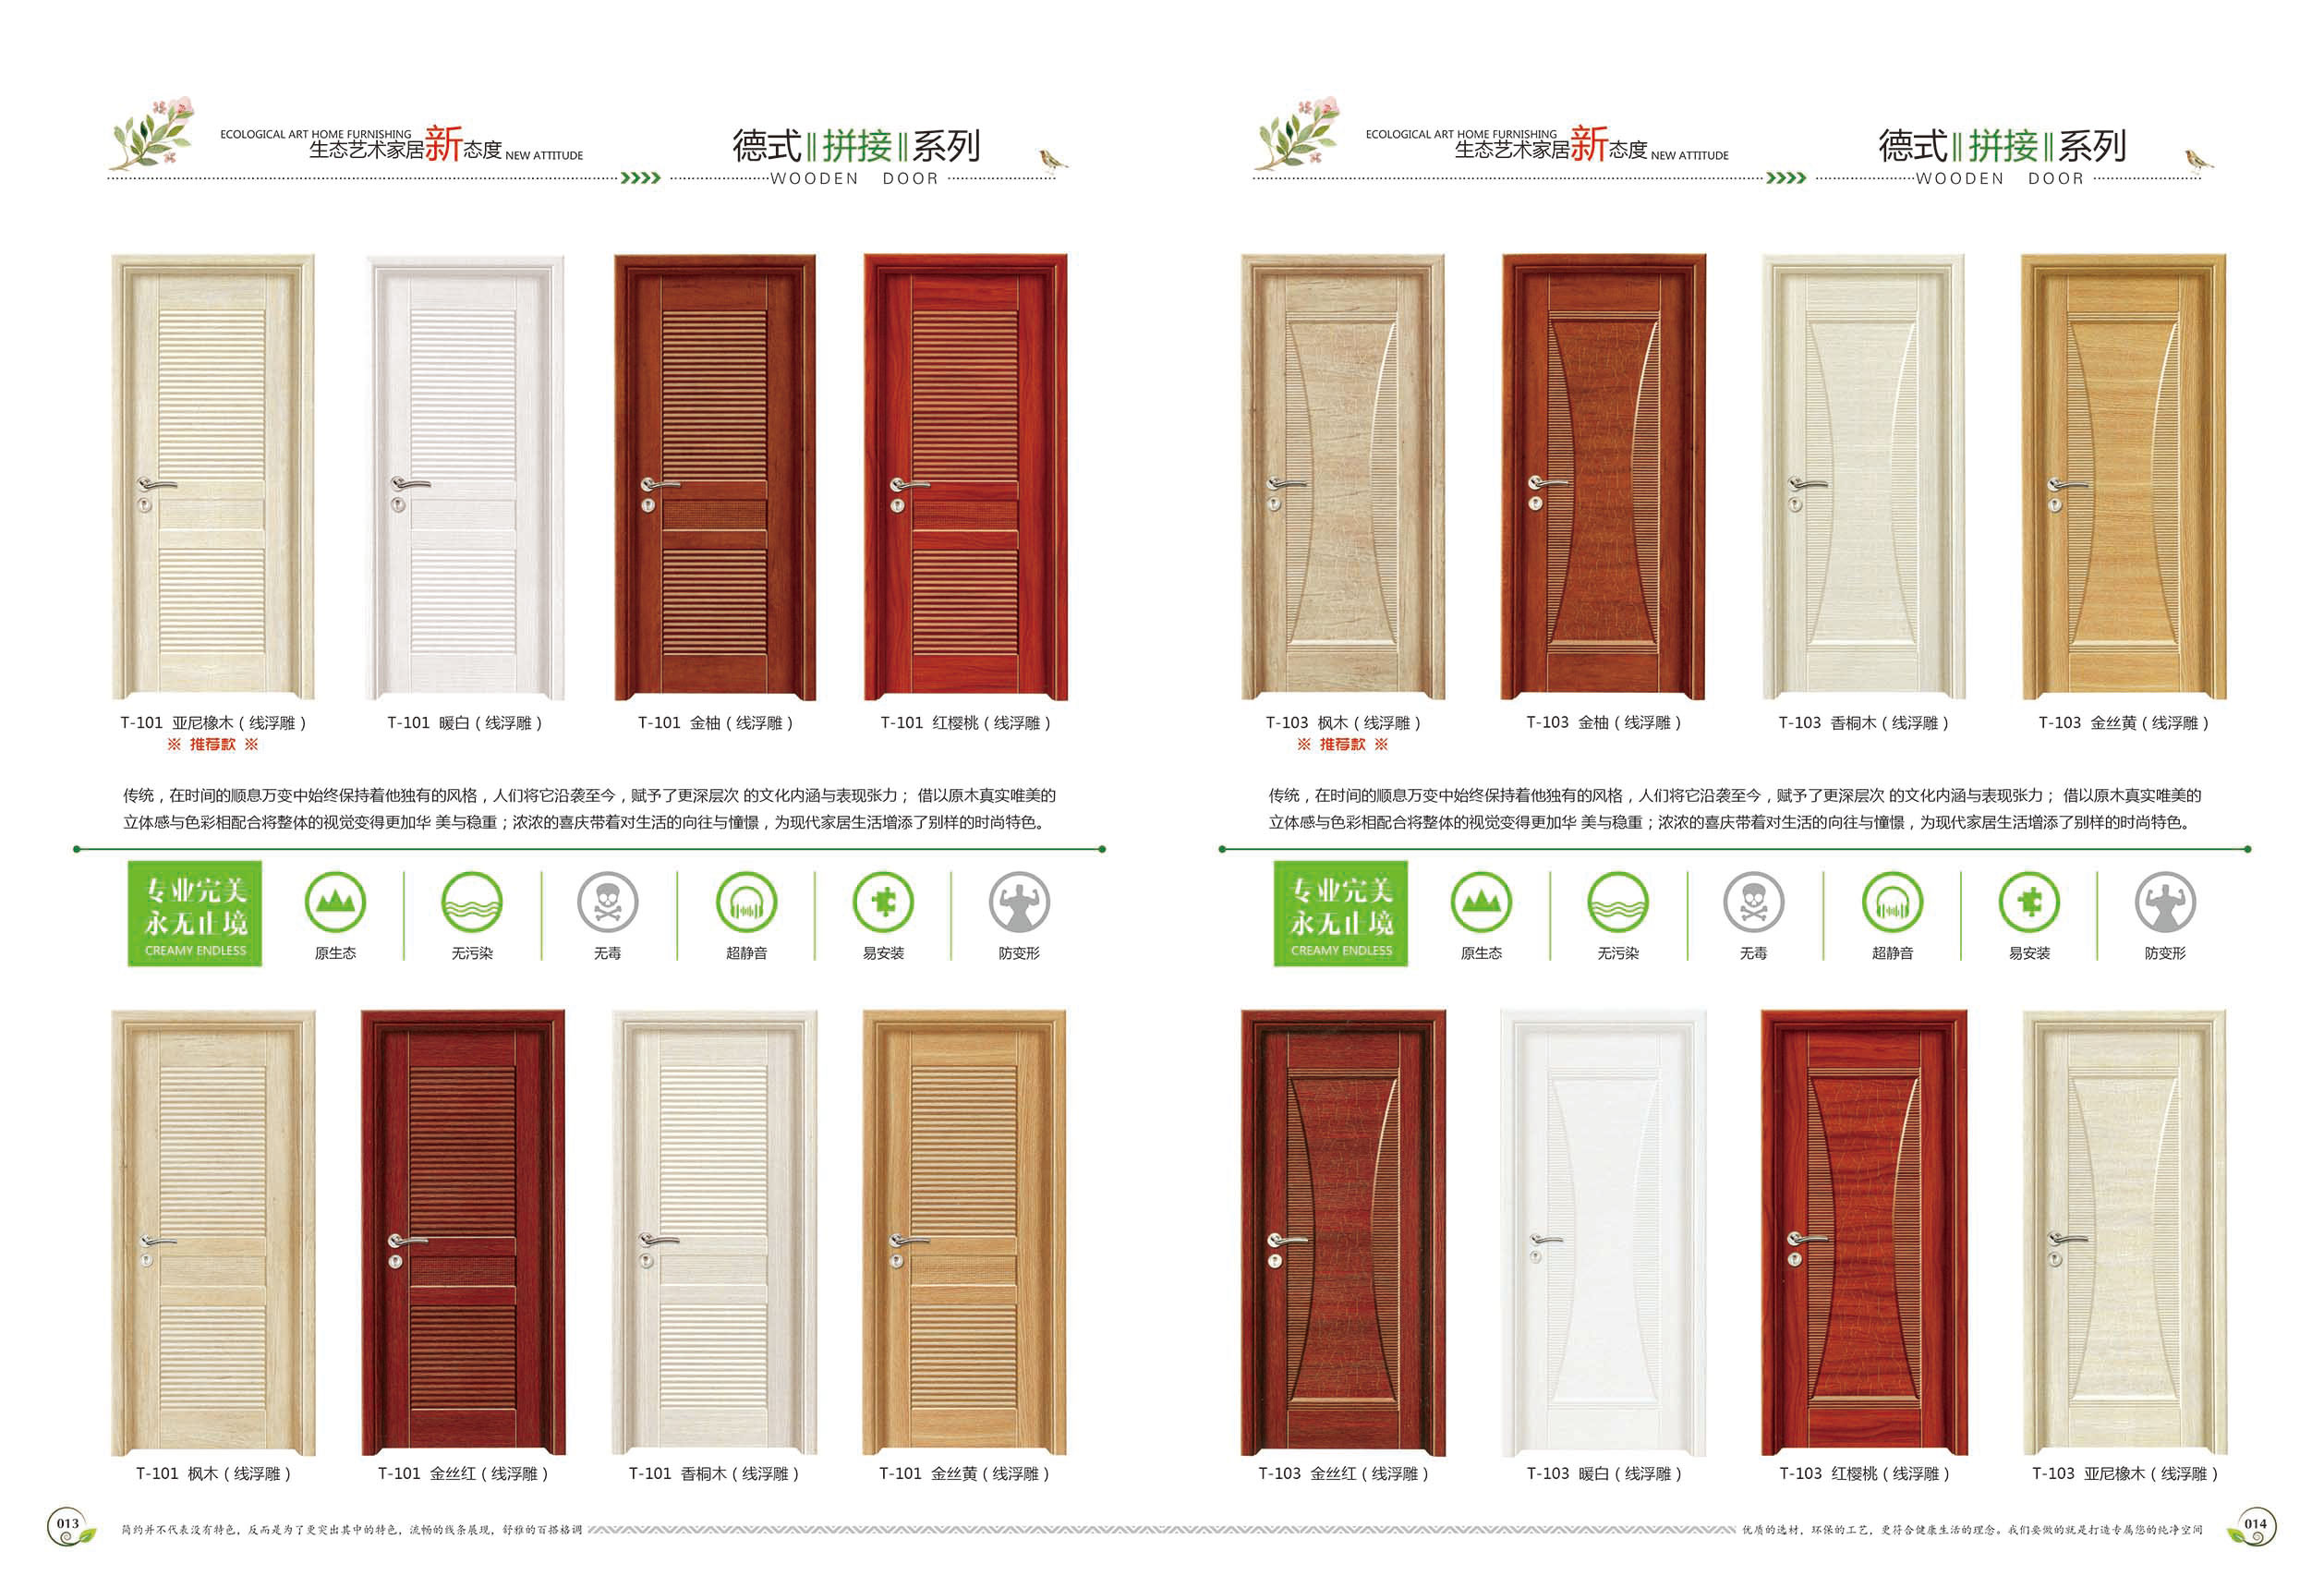 ECOLOGICAL ART HOME FURNISHING
生态艺术家居新态度 NEW ATTITUDE
德式 拼接 系列
WOODEN DOOR
T-101 亚尼橡木（线浮雕）
※ 推荐款 ※
T-101 暖白（线浮雕）
T-101 金柚（线浮雕）
T-101 红樱桃（线浮雕）
传统，在时间的顺息万变中始终保持着他独有的风格，人们将它沿袭至今，赋予了更深层次 的文化内涵与表现张力； 借以原木真实唯美的
立体感与色彩相配合将整体的视觉变得更加华 美与稳重；浓浓的喜庆带着对生活的向往与憧憬，为现代家居生活增添了别样的时尚特色。
专业完美
永无止境
CREAMY ENDLESS
原生态
无污染
无毒
超静音
易安装
防变形
T-101 枫木（线浮雕）
T-101 金丝红（线浮雕）
T-101 香桐木（线浮雕）
T-101 金丝黄（线浮雕）
013
简约并不代表没有特色，反而是为了更突出其中的特色，流畅的线条展现，舒雅的百搭格调
ECOLOGICAL ART HOME FURNISHING
生态艺术家居新态度 NEW ATTITUDE
德式 拼接 系列
WOODEN DOOR
T-103 枫木（线浮雕）
※ 推荐款 ※
T-103 金柚（线浮雕）
T-103 香桐木（线浮雕）
T-103 金丝黄（线浮雕）
传统，在时间的顺息万变中始终保持着他独有的风格，人们将它沿袭至今，赋予了更深层次 的文化内涵与表现张力； 借以原木真实唯美的
立体感与色彩相配合将整体的视觉变得更加华 美与稳重；浓浓的喜庆带着对生活的向往与憧憬，为现代家居生活增添了别样的时尚特色。
专业完美
永无止境
CREAMY ENDLESS
原生态
无污染
无毒
超静音
易安装
防变形
T-103 金丝红（线浮雕）
T-103 暖白（线浮雕）
T-103 红樱桃（线浮雕）
T-103 亚尼橡木（线浮雕）
优质的选材，环保的工艺，更符合健康生活的理念。我们要做的就是打造专属您的纯净空间
014